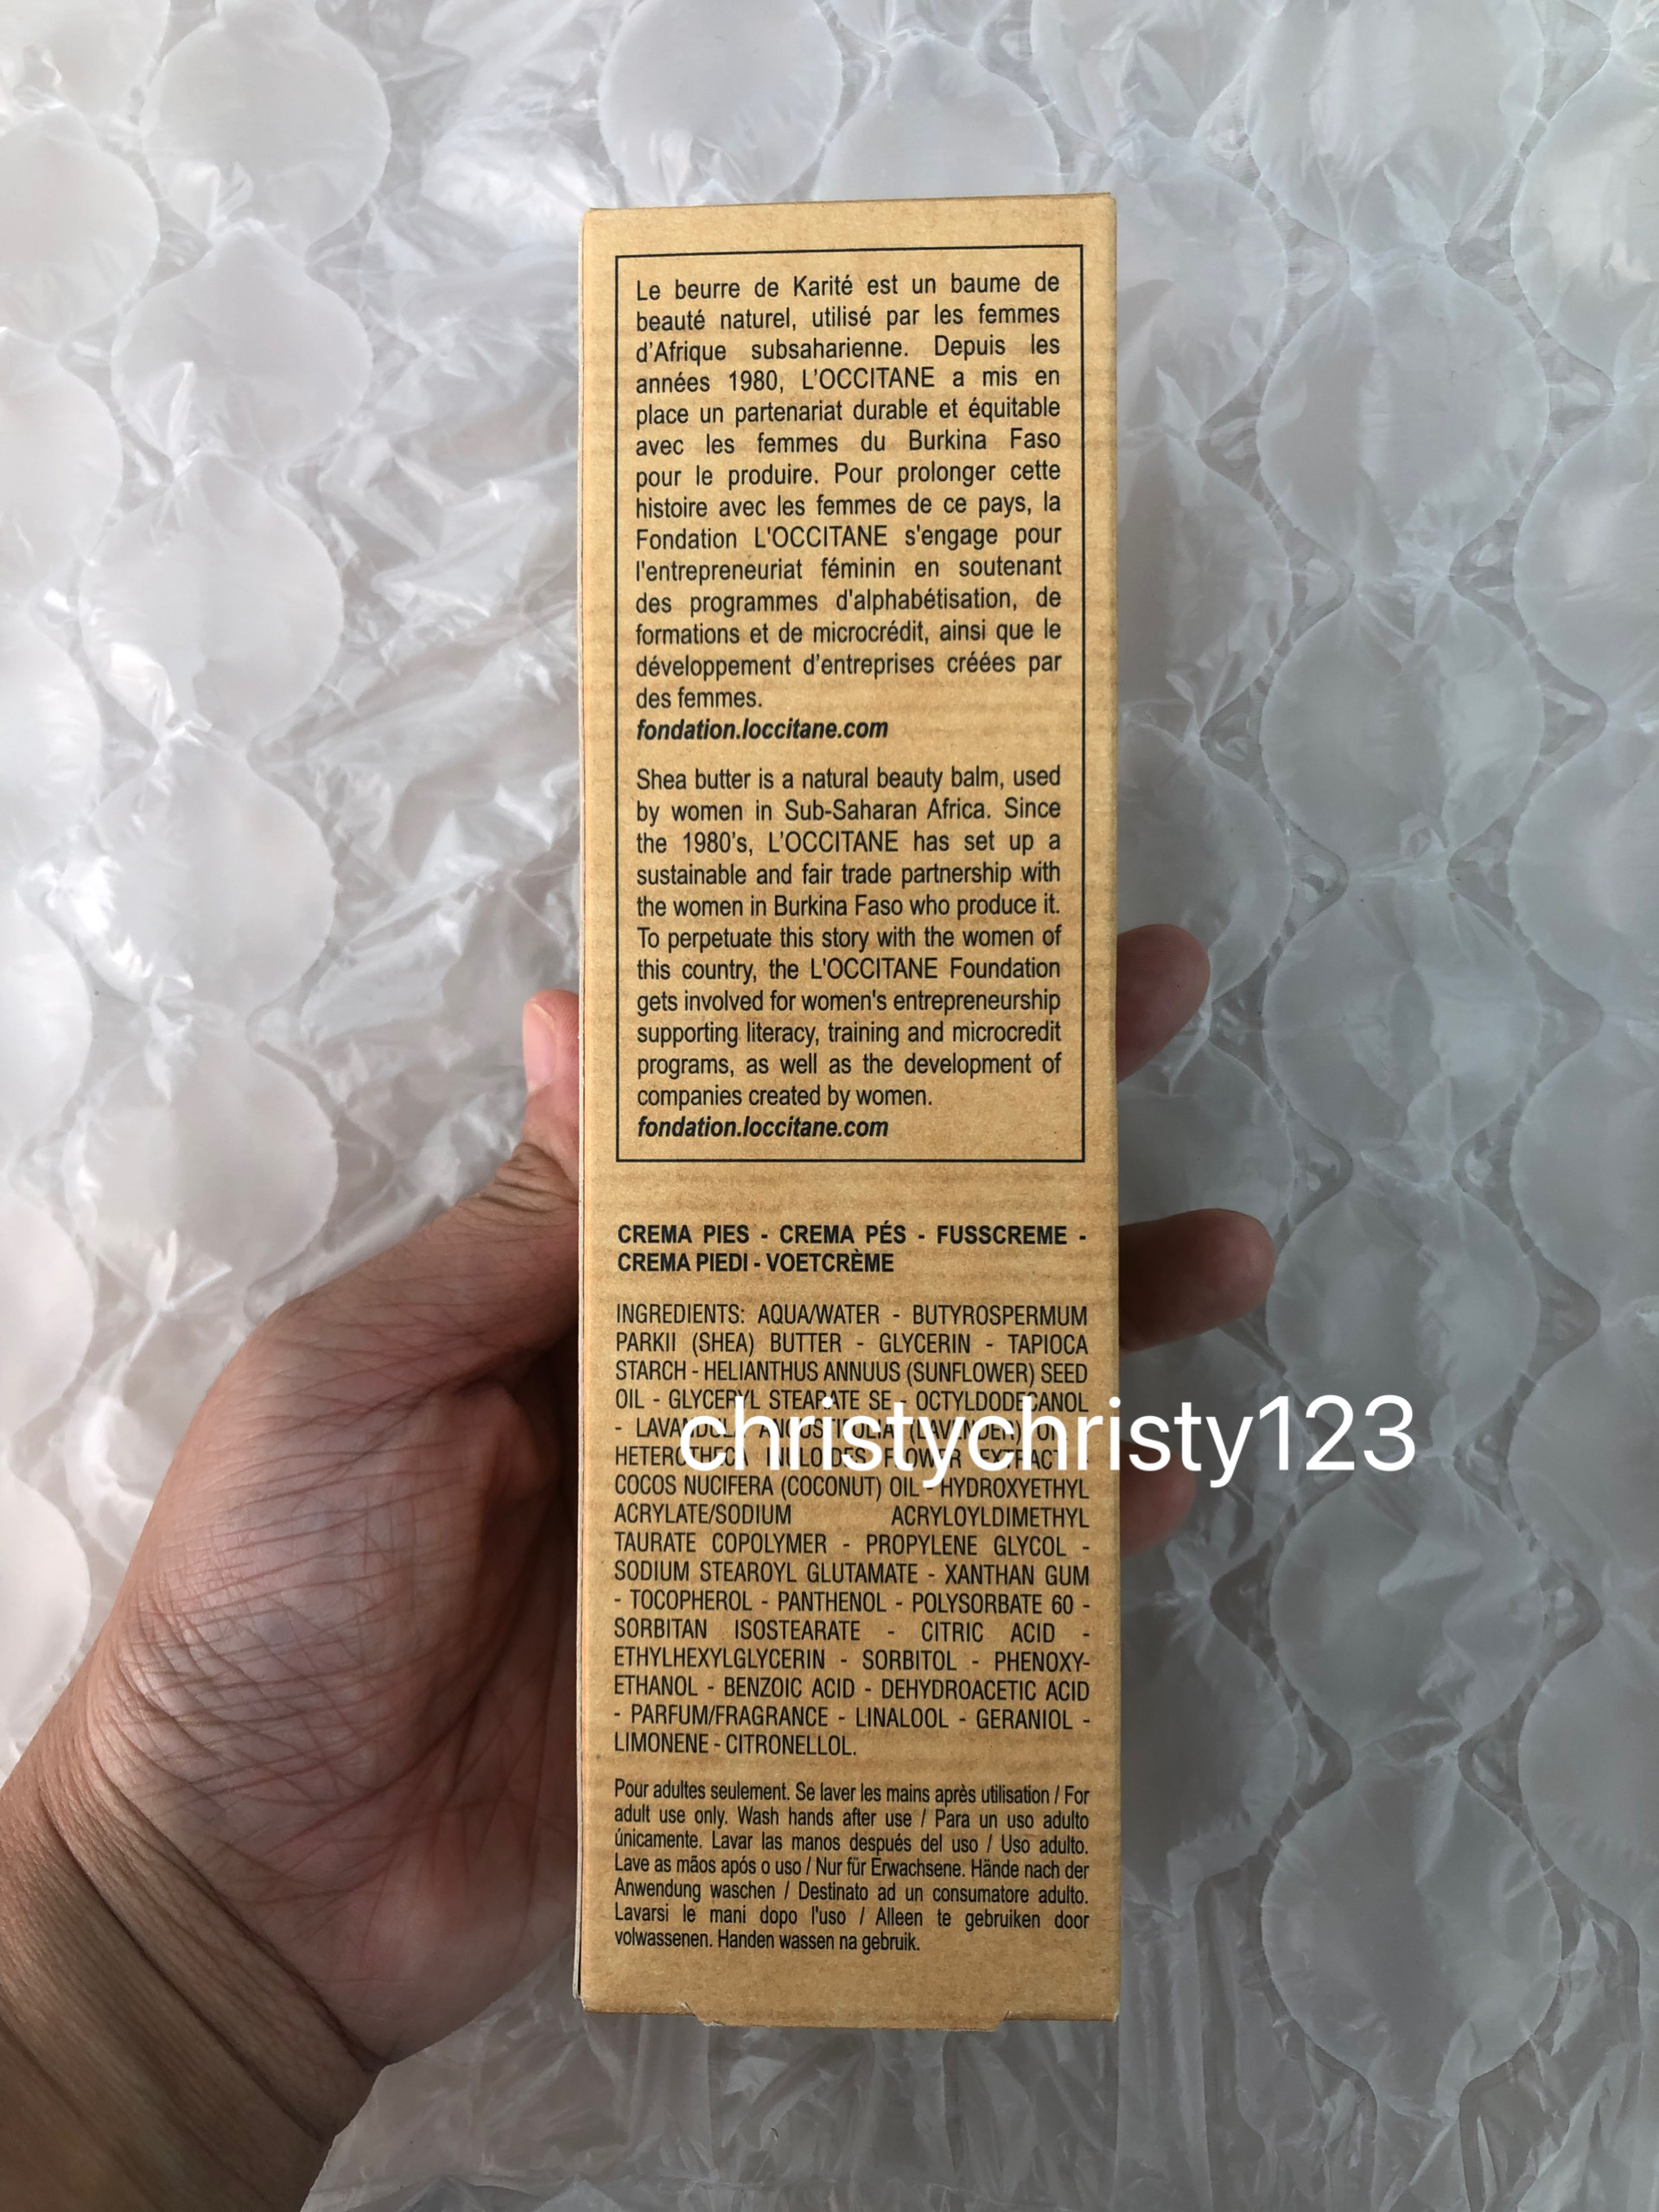 Le beurre de Karité est un baume de
beauté naturel, utilisé par les femmes
d'Afrique subsaharienne. Depuis les
années 1980, L'OCCITANE a mis en
place un partenariat durable et équitable
avec les femmes du Burkina Faso
pour le produire. Pour prolonger cette
histoire avec les femmes de ce pays, la
Fondation L'OCCITANE s'engage pour
l'entrepreneuriat féminin en soutenant
des programmes d'alphabétisation, de
formations et de microcrédit, ainsi que le
développement d'entreprises créées par
des femmes.
fondation.loccitane.com
Shea butter is a natural beauty balm, used
by women in Sub-Saharan Africa. Since
the 1980's, L'OCCITANE has set up a
sustainable and fair trade partnership with
the women in Burkina Faso who produce it.
To perpetuate this story with the women of
this country, the L'OCCITANE Foundation
gets involved for women's entrepreneurship
supporting literacy, training and microcredit
programs, as well as the development of
companies created by women.
fondation.loccitane.com
CREMA PIES - CREMA PÉS - FUSSCREME -
CREMA PIEDI - VOETCRÈME
INGREDIENTS: AQUA/WATER - BUTYROSPERMUM
PARKII (SHEA) BUTTER - GLYCERIN - TAPIOCA
STARCH - HELIANTHUS ANNUUS (SUNFLOWER) SEED
OIL - GLYCERYL STEARATE SE - OCTYLDODECANOL
- LAVANDULA ANGUSTIFOLIA (LAVENDER) OIL -
HETEROTHECA INULOIDES FLOWER EXTRACT -
christychristy123
COCOS NUCIFERA (COCONUT) OIL - HYDROXYETHYL
ACRYLATE/SODIUM ACRYLOYLDIMETHYL
TAURATE COPOLYMER - PROPYLENE GLYCOL -
SODIUM STEAROYL GLUTAMATE - XANTHAN GUM
- TOCOPHEROL - PANTHENOL - POLYSORBATE 60 -
SORBITAN ISOSTEARATE - CITRIC ACID -
ETHYLHEXYLGLYCERIN - SORBITOL - PHENOXY-
ETHANOL - BENZOIC ACID - DEHYDROACETIC ACID
- PARFUM/FRAGRANCE - LINALOOL - GERANIOL -
LIMONENE - CITRONELLOL.
Pour adultes seulement. Se laver les mains après utilisation / For
adult use only. Wash hands after use / Para un uso adulto
únicamente. Lavar las manos después del uso / Uso adulto.
Lave as mãos após o uso / Nur für Erwachsene. Hände nach der
Anwendung waschen / Destinato ad un consumatore adulto.
Lavarsi le mani dopo l'uso / Alleen te gebruiken door
volwassenen. Handen wassen na gebruik.